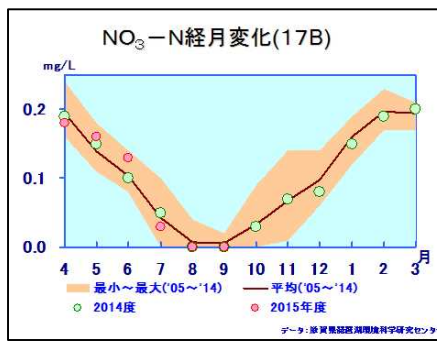 NO₃−N経月変化(17B)
mg/L
0.2
0.1
0.0
4 5 6 7 8 9 10 11 12 1 2 3 月
最小～最大('05～'14) 平均('05～'14)
2014度 2015年度
データ：滋賀県琵琶湖環境科学研究センタ